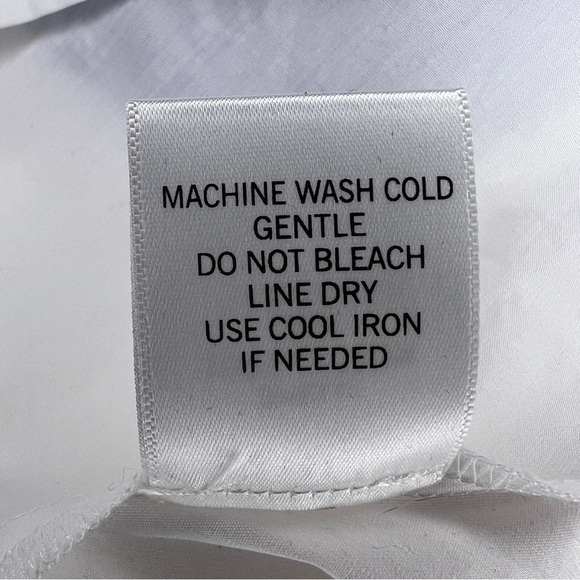 MACHINE WASH COLD
GENTLE
DO NOT BLEACH
LINE DRY
USE COOL IRON
IF NEEDED